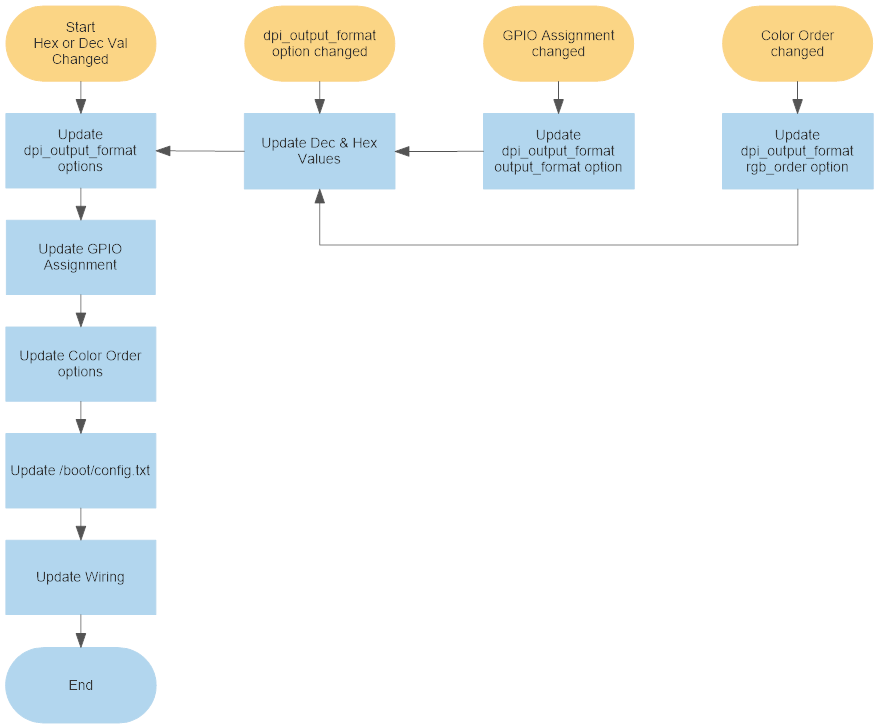 Start
Hex or Dec Val
Changed
dpi_output_format
option changed
GPIO Assignment
changed
Color Order
changed
Update
dpi_output_format
options
Update Dec & Hex
Values
Update
dpi_output_format
output_format option
Update
dpi_output_format
rgb_order option
Update GPIO
Assignment
Update Color Order
options
Update /boot/config.txt
Update Wiring
End